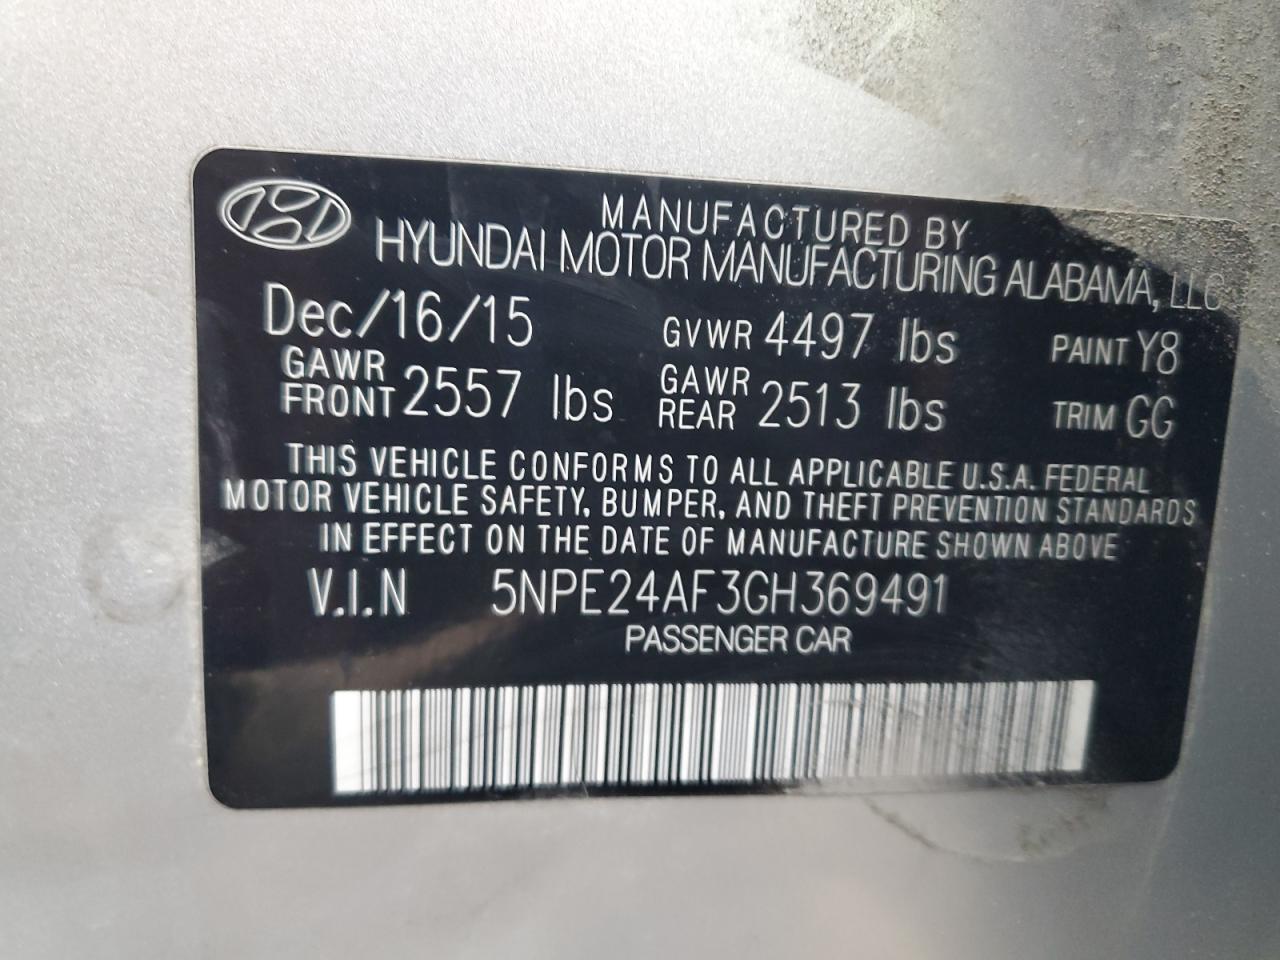 MANUFACTURED BY
HYUNDAI MOTOR MANUFACTURING ALABAMA, LLC
Dec/16/15 GVWR 4497 lbs PAINT Y8
GAWR FRONT 2557 lbs GAWR REAR 2513 lbs TRIM GG
THIS VEHICLE CONFORMS TO ALL APPLICABLE U.S.A. FEDERAL
MOTOR VEHICLE SAFETY, BUMPER, AND THEFT PREVENTION STANDARDS
IN EFFECT ON THE DATE OF MANUFACTURE SHOWN ABOVE
V.I.N 5NPE24AF3GH369491
PASSENGER CAR